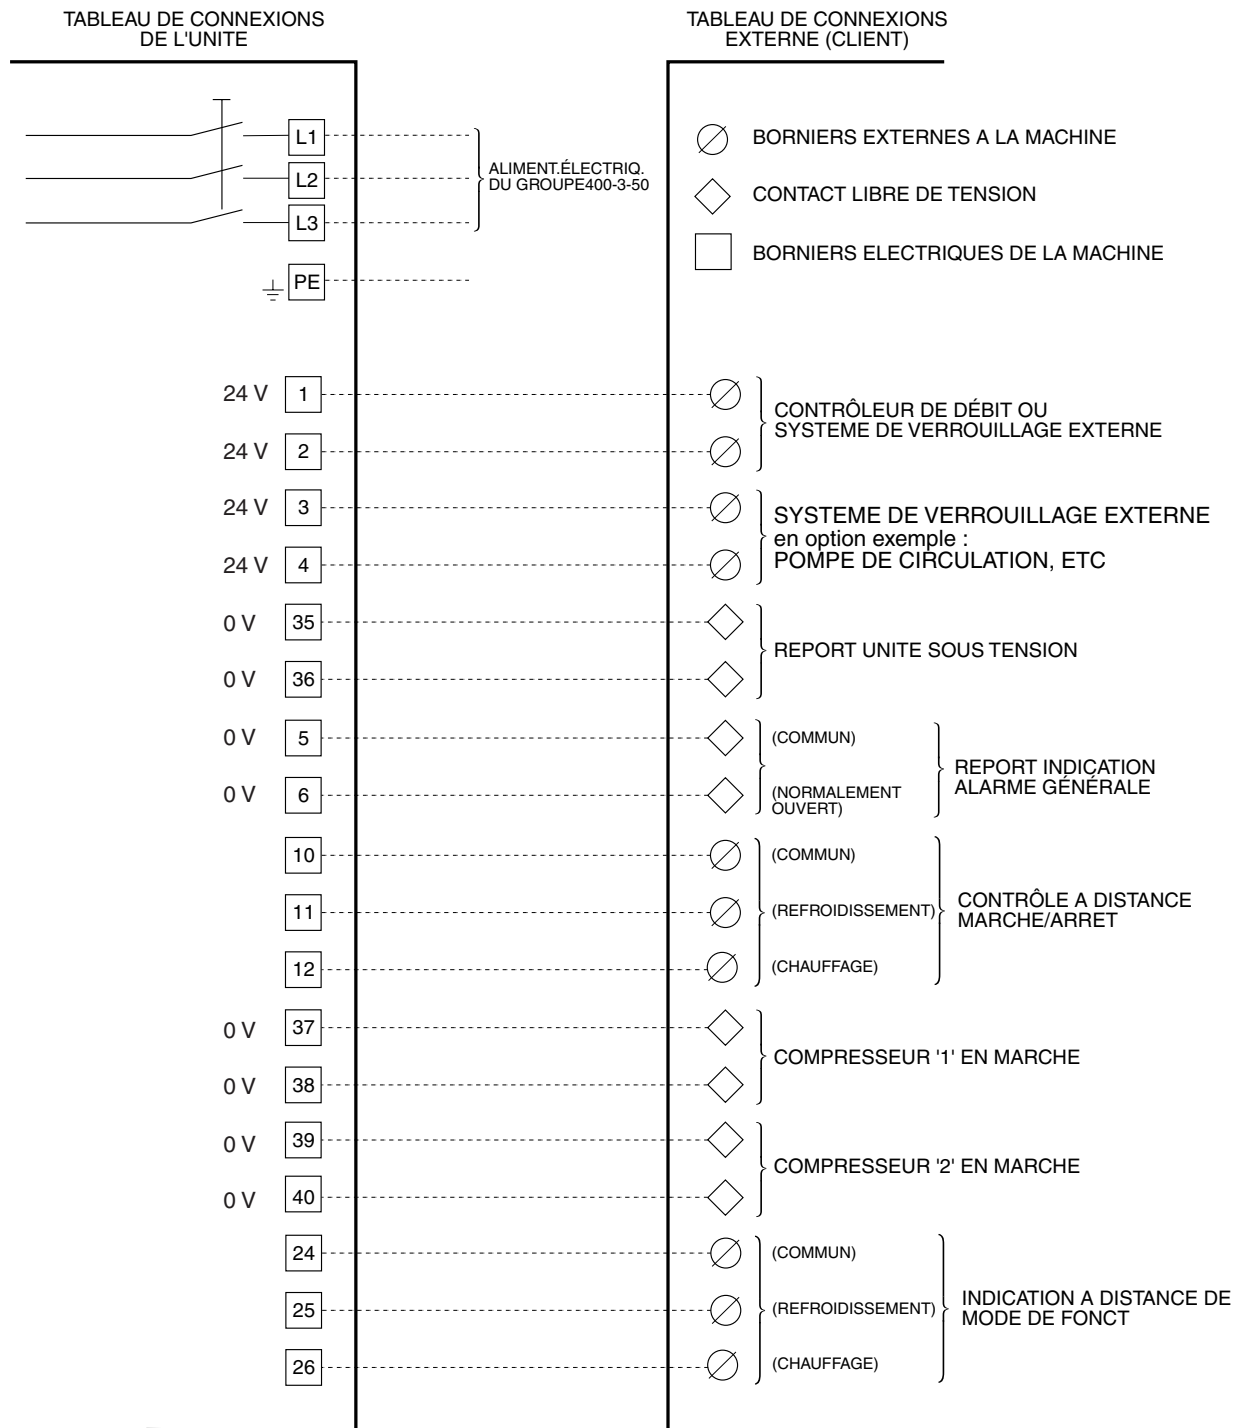 TABLEAU DE CONNEXIONS
DE L'UNITE
TABLEAU DE CONNEXIONS
EXTERNE (CLIENT)
L1
L2
L3
PE
ALIMENT.ÉLECTRIQ.
DU GROUPE400-3-50
BORNIERS EXTERNES A LA MACHINE
CONTACT LIBRE DE TENSION
BORNIERS ELECTRIQUES DE LA MACHINE
24 V 1
24 V 2
CONTRÔLEUR DE DÉBIT OU
SYSTEME DE VERROUILLAGE EXTERNE
24 V 3
24 V 4
SYSTEME DE VERROUILLAGE EXTERNE
en option exemple :
POMPE DE CIRCULATION, ETC
0 V 35
0 V 36
REPORT UNITE SOUS TENSION
0 V 5 (COMMUN)
0 V 6 (NORMALEMENT
OUVERT)
REPORT INDICATION
ALARME GÉNÉRALE
10 (COMMUN)
11 (REFROIDISSEMENT)
12 (CHAUFFAGE)
CONTRÔLE A DISTANCE
MARCHE/ARRET
0 V 37
0 V 38
COMPRESSEUR '1' EN MARCHE
0 V 39
0 V 40
COMPRESSEUR '2' EN MARCHE
24 (COMMUN)
25 (REFROIDISSEMENT)
26 (CHAUFFAGE)
INDICATION A DISTANCE DE
MODE DE FONCT